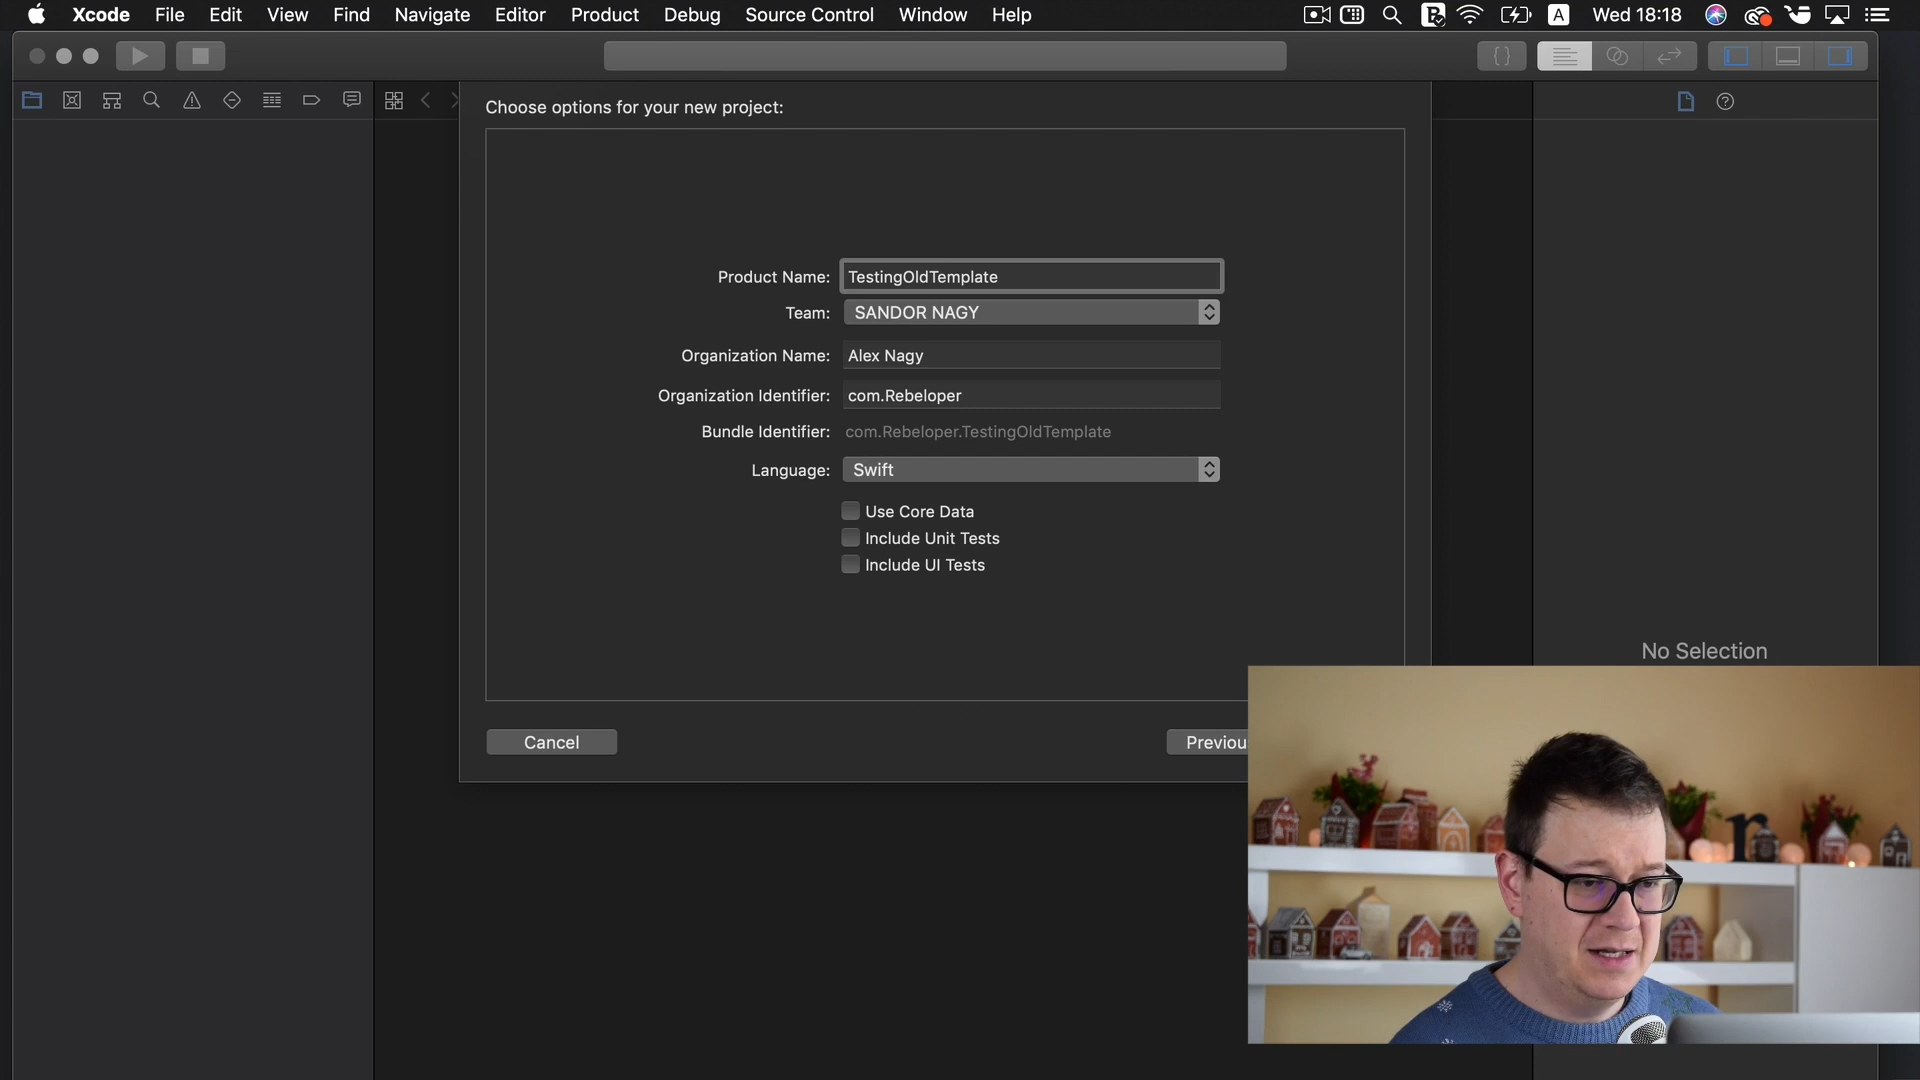 Xcode File Edit View Find Navigate Editor Product Debug Source Control Window Help A Wed 18:18
Choose options for your new project:
Product Name: TestingOldTemplate
Team: SANDOR NAGY
Organization Name: Alex Nagy
Organization Identifier: com.Rebeloper
Bundle Identifier: com.Rebeloper.TestingOldTemplate
Language: Swift
Use Core Data
Include Unit Tests
Include UI Tests
No Selection
Cancel Previou
r